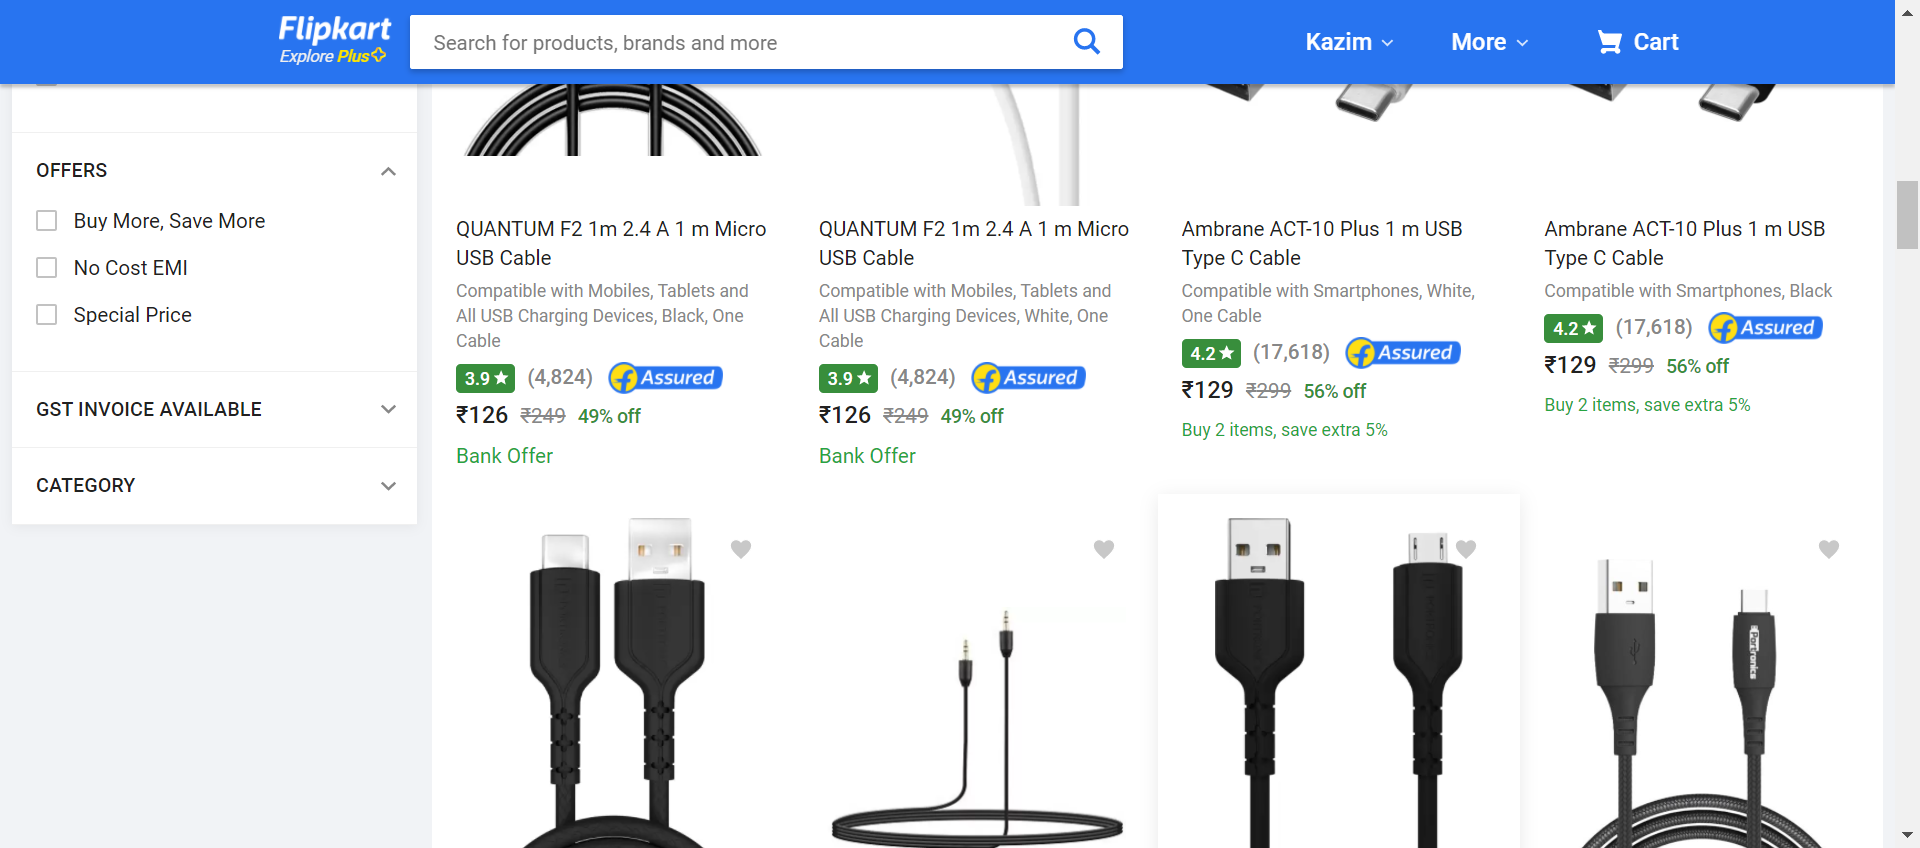 Flipkart
Explore Plus
Search for products, brands and more
Kazim
More
Cart
OFFERS
Buy More, Save More
No Cost EMI
Special Price
GST INVOICE AVAILABLE
CATEGORY
QUANTUM F2 1m 2.4 A 1 m Micro
USB Cable
Compatible with Mobiles, Tablets and
All USB Charging Devices, Black, One
Cable
3.9 ★ (4,824) Assured
₹126 ₹249 49% off
Bank Offer
QUANTUM F2 1m 2.4 A 1 m Micro
USB Cable
Compatible with Mobiles, Tablets and
All USB Charging Devices, White, One
Cable
3.9 ★ (4,824) Assured
₹126 ₹249 49% off
Bank Offer
Ambrane ACT-10 Plus 1 m USB
Type C Cable
Compatible with Smartphones, White,
One Cable
4.2 ★ (17,618) Assured
₹129 ₹299 56% off
Buy 2 items, save extra 5%
Ambrane ACT-10 Plus 1 m USB
Type C Cable
Compatible with Smartphones, Black
4.2 ★ (17,618) Assured
₹129 ₹299 56% off
Buy 2 items, save extra 5%
Portronics